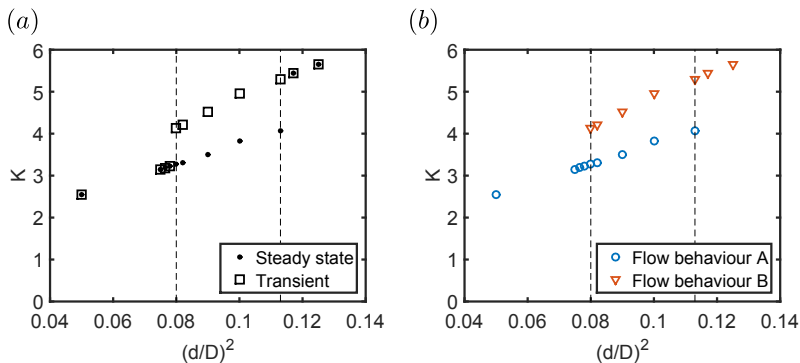 (a)
6
5
4
3
2
1
0
K
0.04 0.06 0.08 0.1 0.12 0.14
(d/D)²
Steady state
Transient
(b)
6
5
4
3
2
1
0
K
0.04 0.06 0.08 0.1 0.12 0.14
(d/D)²
Flow behaviour A
Flow behaviour B